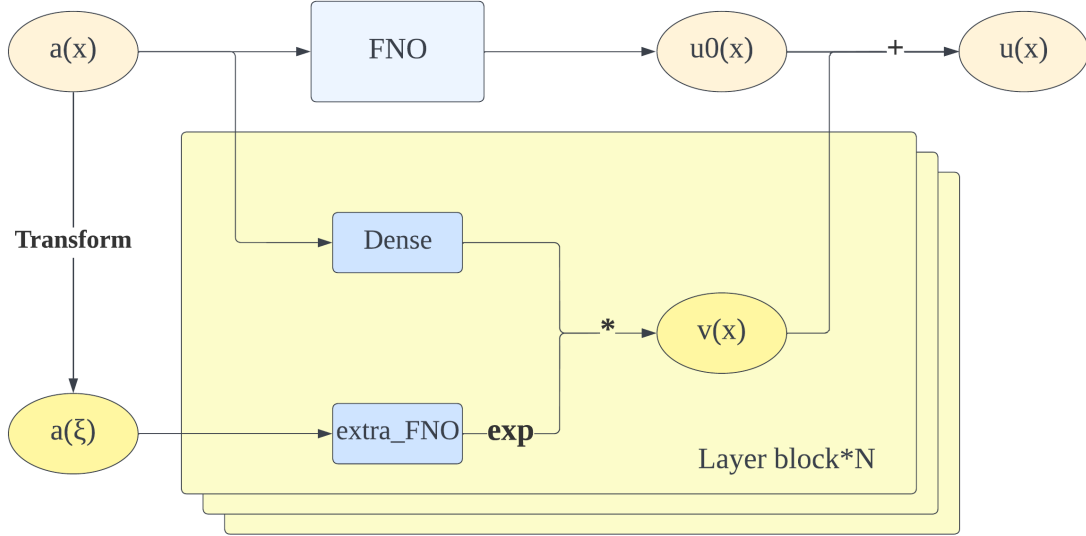 a(x)
FNO
u0(x)
+
u(x)
Transform
Dense
*
v(x)
a(ξ)
extra_FNO
exp
Layer block*N